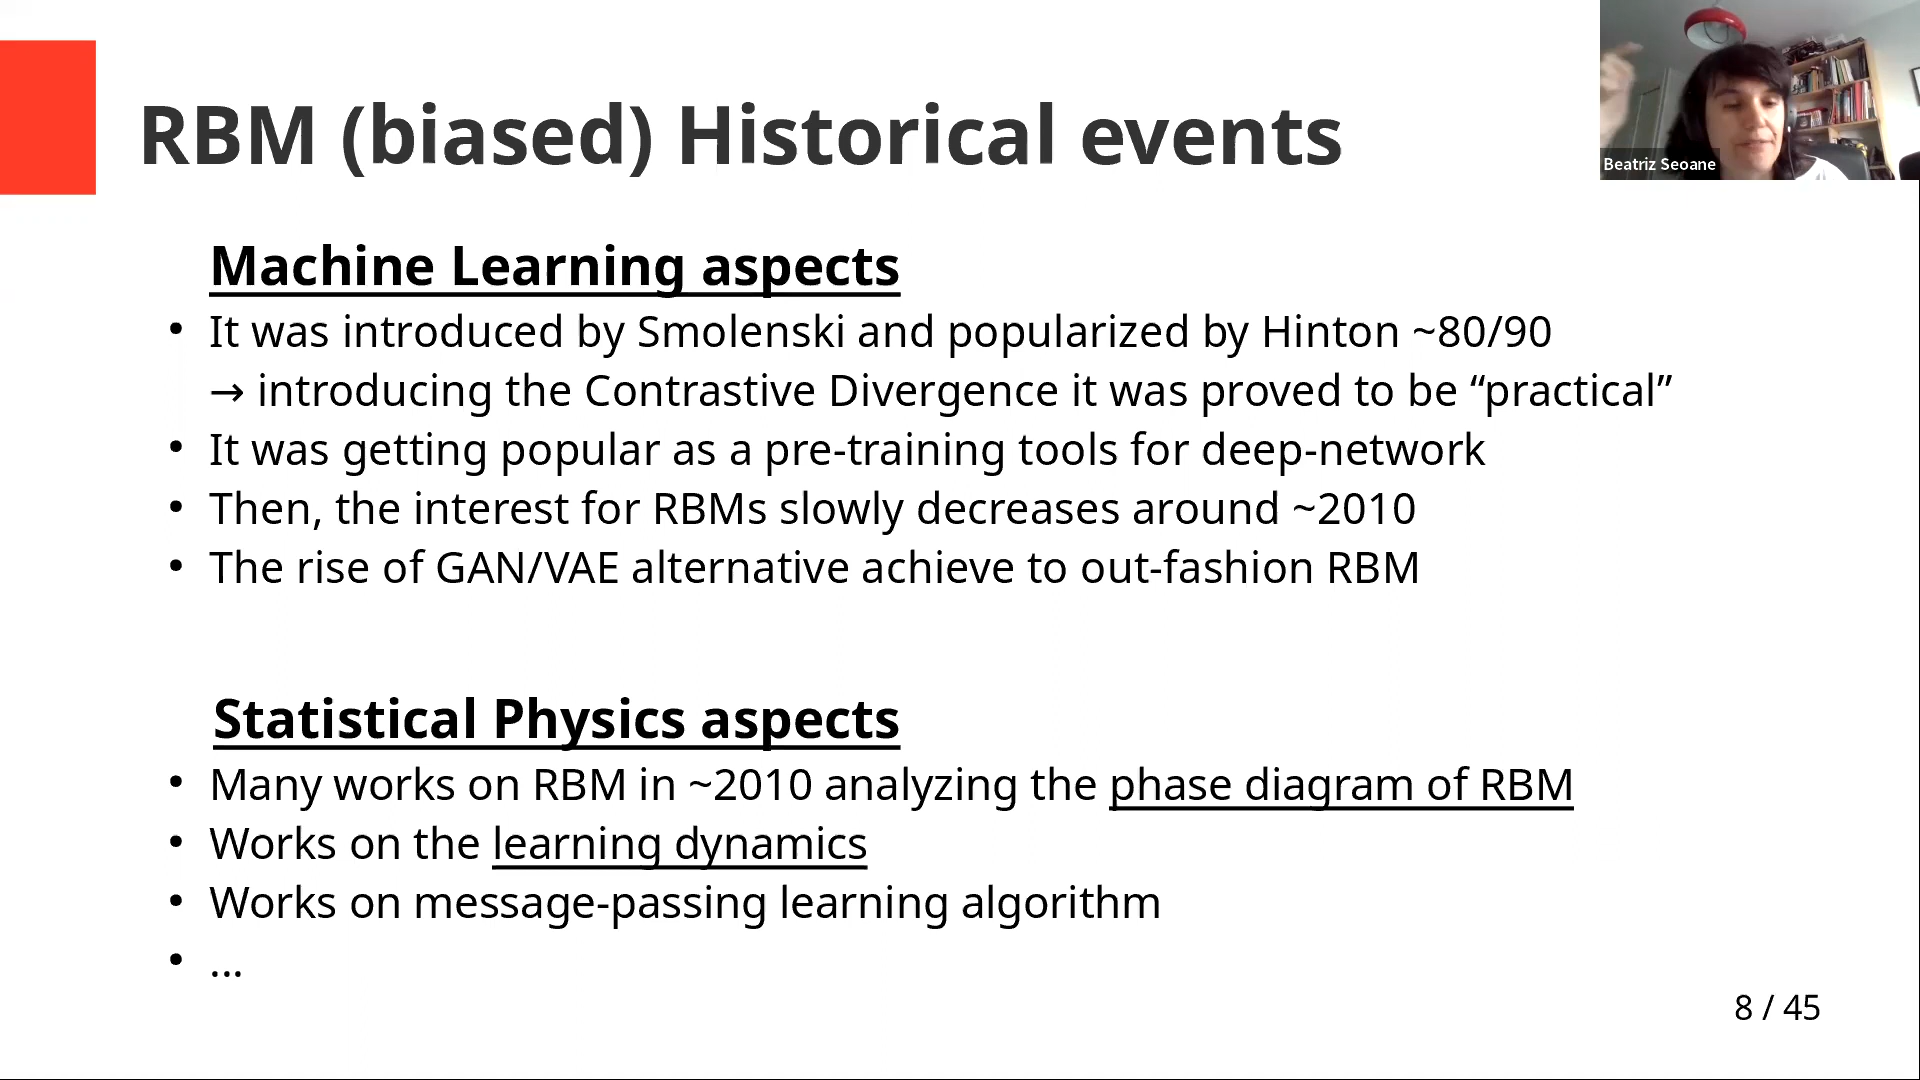 RBM (biased) Historical events
Beatriz Seoane
Machine Learning aspects
• It was introduced by Smolenski and popularized by Hinton ~80/90
→ introducing the Contrastive Divergence it was proved to be “practical”
• It was getting popular as a pre-training tools for deep-network
• Then, the interest for RBMs slowly decreases around ~2010
• The rise of GAN/VAE alternative achieve to out-fashion RBM
Statistical Physics aspects
• Many works on RBM in ~2010 analyzing the phase diagram of RBM
• Works on the learning dynamics
• Works on message-passing learning algorithm
• ...
8 / 45